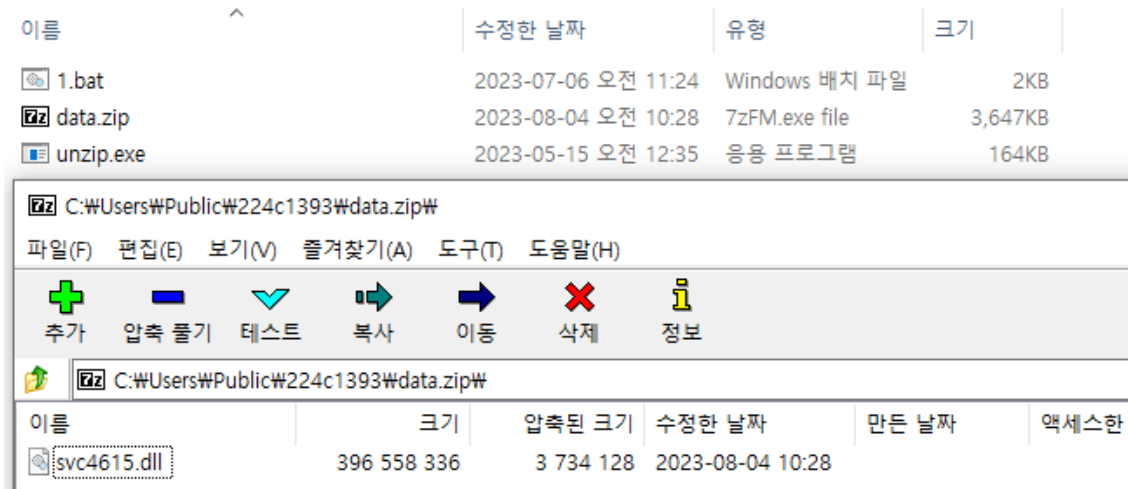 이름 수정한 날짜 유형 크기
1.bat 2023-07-06 오전 11:24 Windows 배치 파일 2KB
data.zip 2023-08-04 오전 10:28 7zFM.exe file 3,647KB
unzip.exe 2023-05-15 오전 12:35 응용 프로그램 164KB
7z C:₩Users₩Public₩224c1393₩data.zip₩
파일(F) 편집(E) 보기(V) 즐겨찾기(A) 도구(T) 도움말(H)
추가 압축 풀기 테스트 복사 이동 삭제 정보
7z C:₩Users₩Public₩224c1393₩data.zip₩
이름 크기 압축된 크기 수정한 날짜 만든 날짜 액세스한
svc4615.dll 396 558 336 3 734 128 2023-08-04 10:28